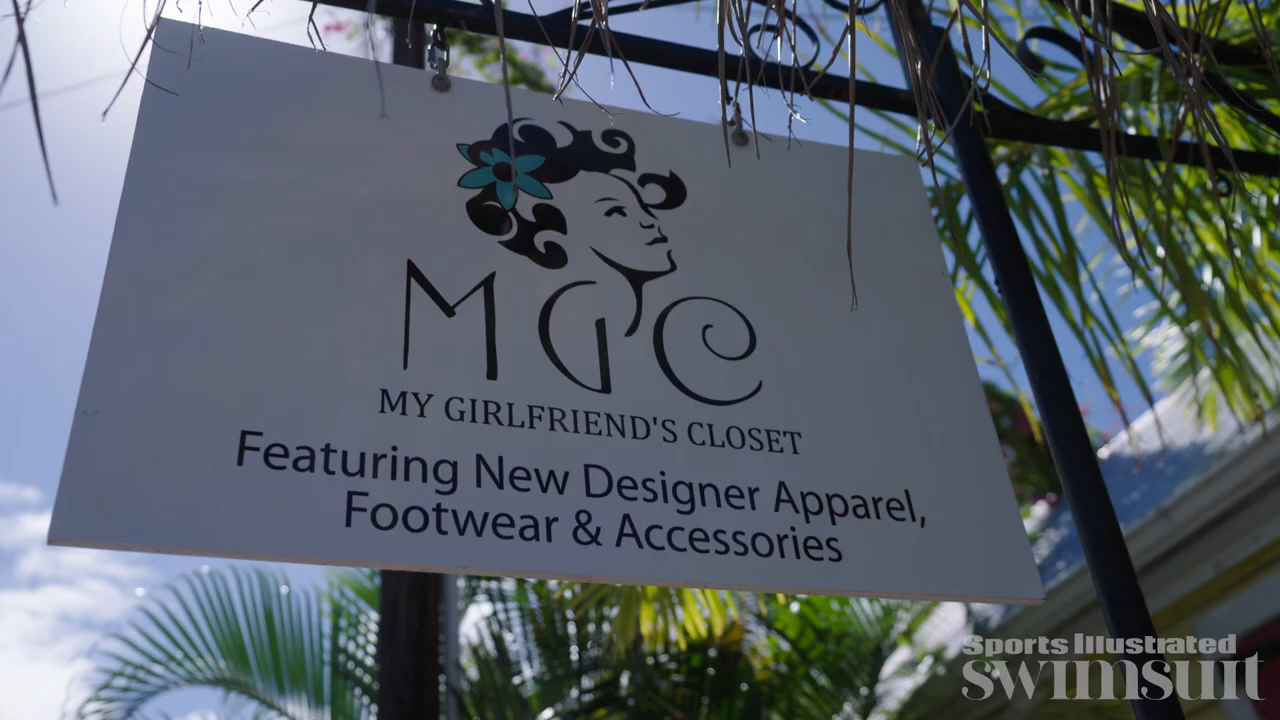 MGC
MY GIRLFRIEND'S CLOSET
Featuring New Designer Apparel,
Footwear & Accessories
Sports Illustrated
swimsuit